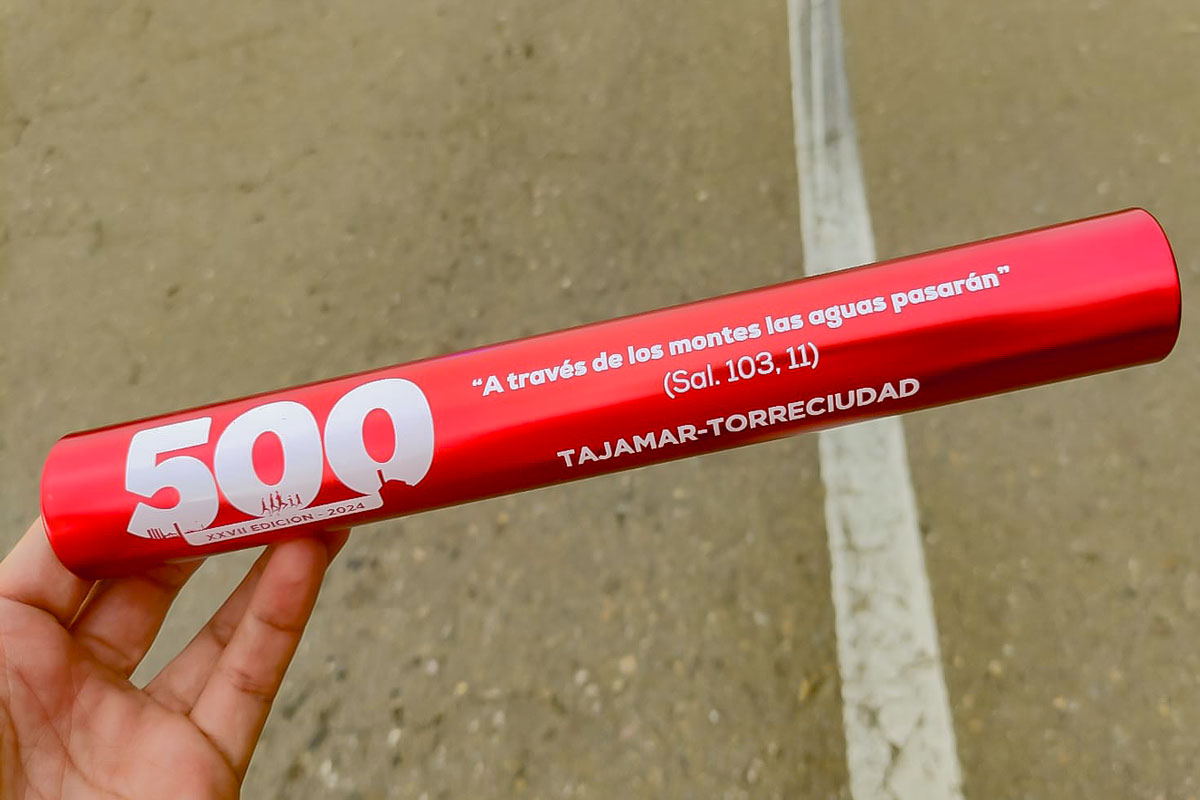 500
XXVII EDICIÓN - 2024
“A través de los montes las aguas pasarán”
(Sal. 103, 11)
TAJAMAR-TORRECIUDAD